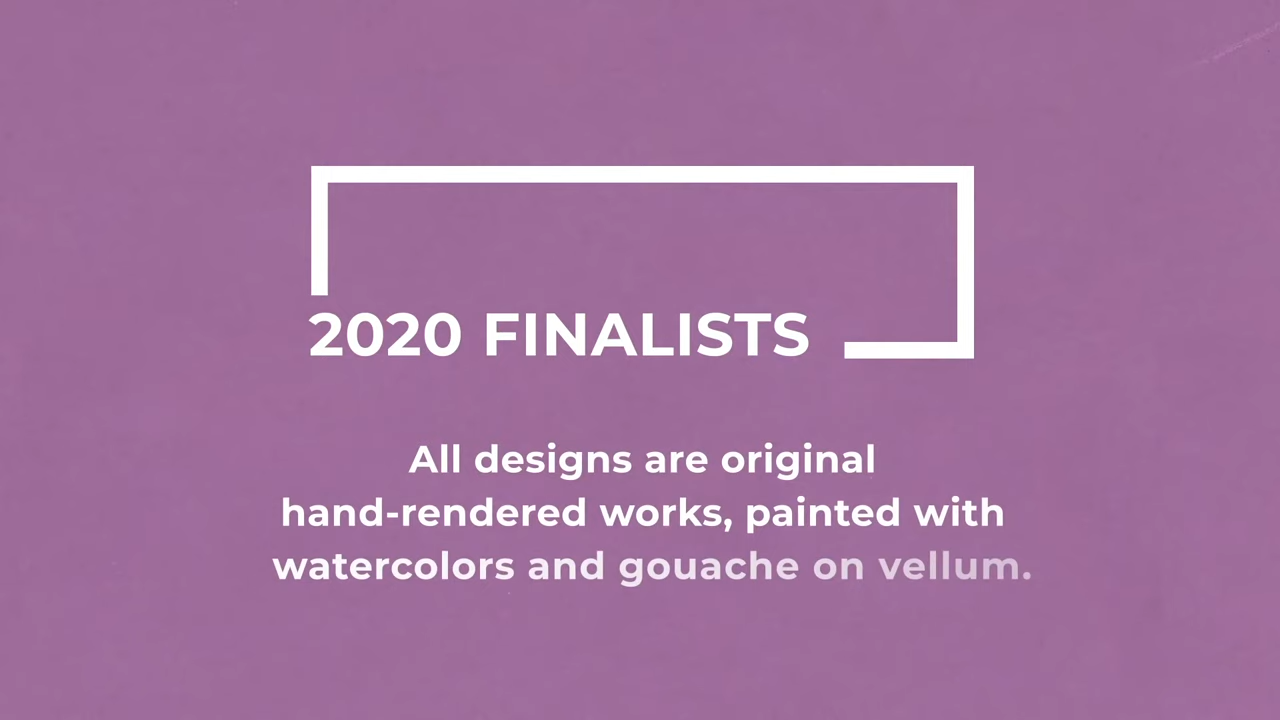 2020 FINALISTS
All designs are original
hand-rendered works, painted with
watercolors and gouache on vellum.